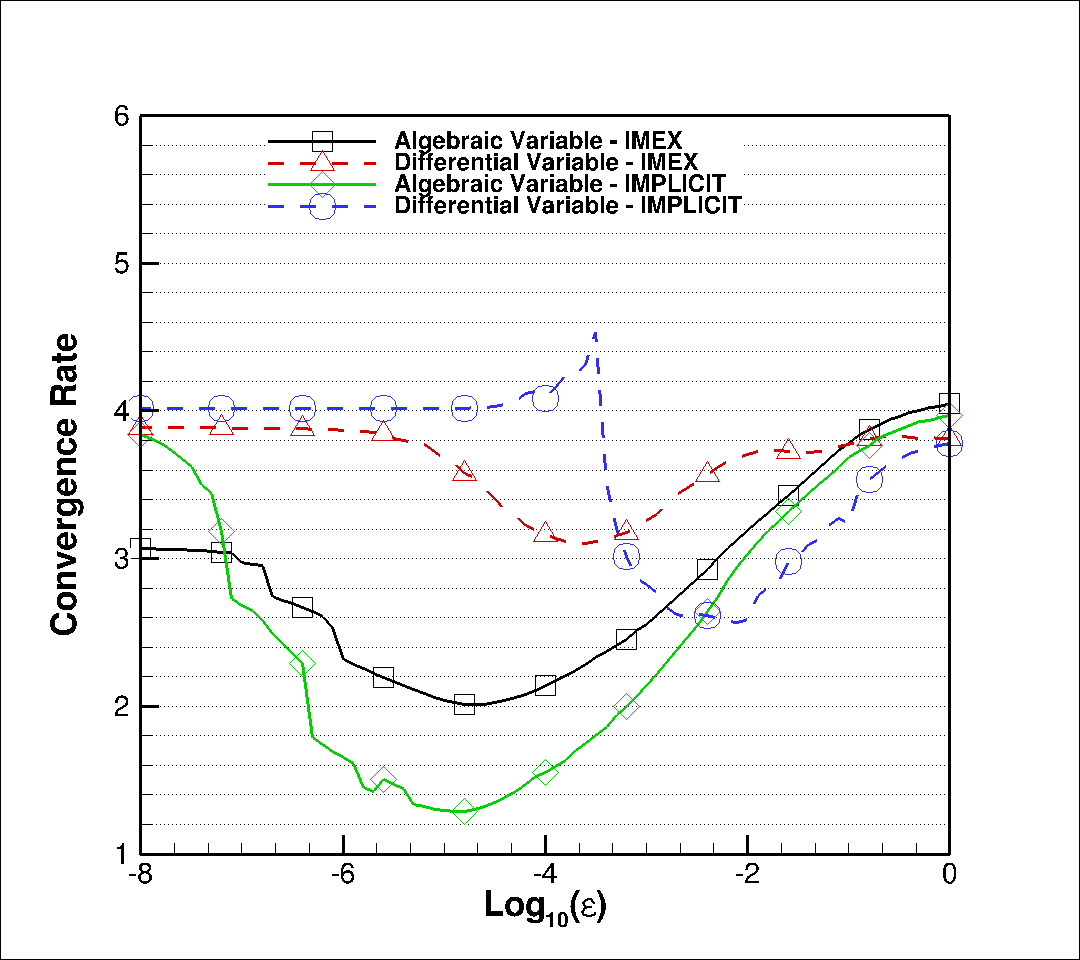 6
Algebraic Variable - IMEX
Differential Variable - IMEX
Algebraic Variable - IMPLICIT
Differential Variable - IMPLICIT
5
4
3
2
1
Convergence Rate
-8 -6 -4 -2 0
Log10(ε)